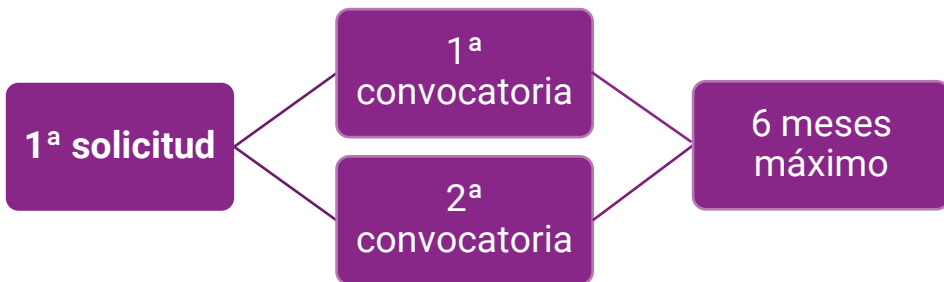 1ª solicitud
1ª
convocatoria
2ª
convocatoria
6 meses
máximo